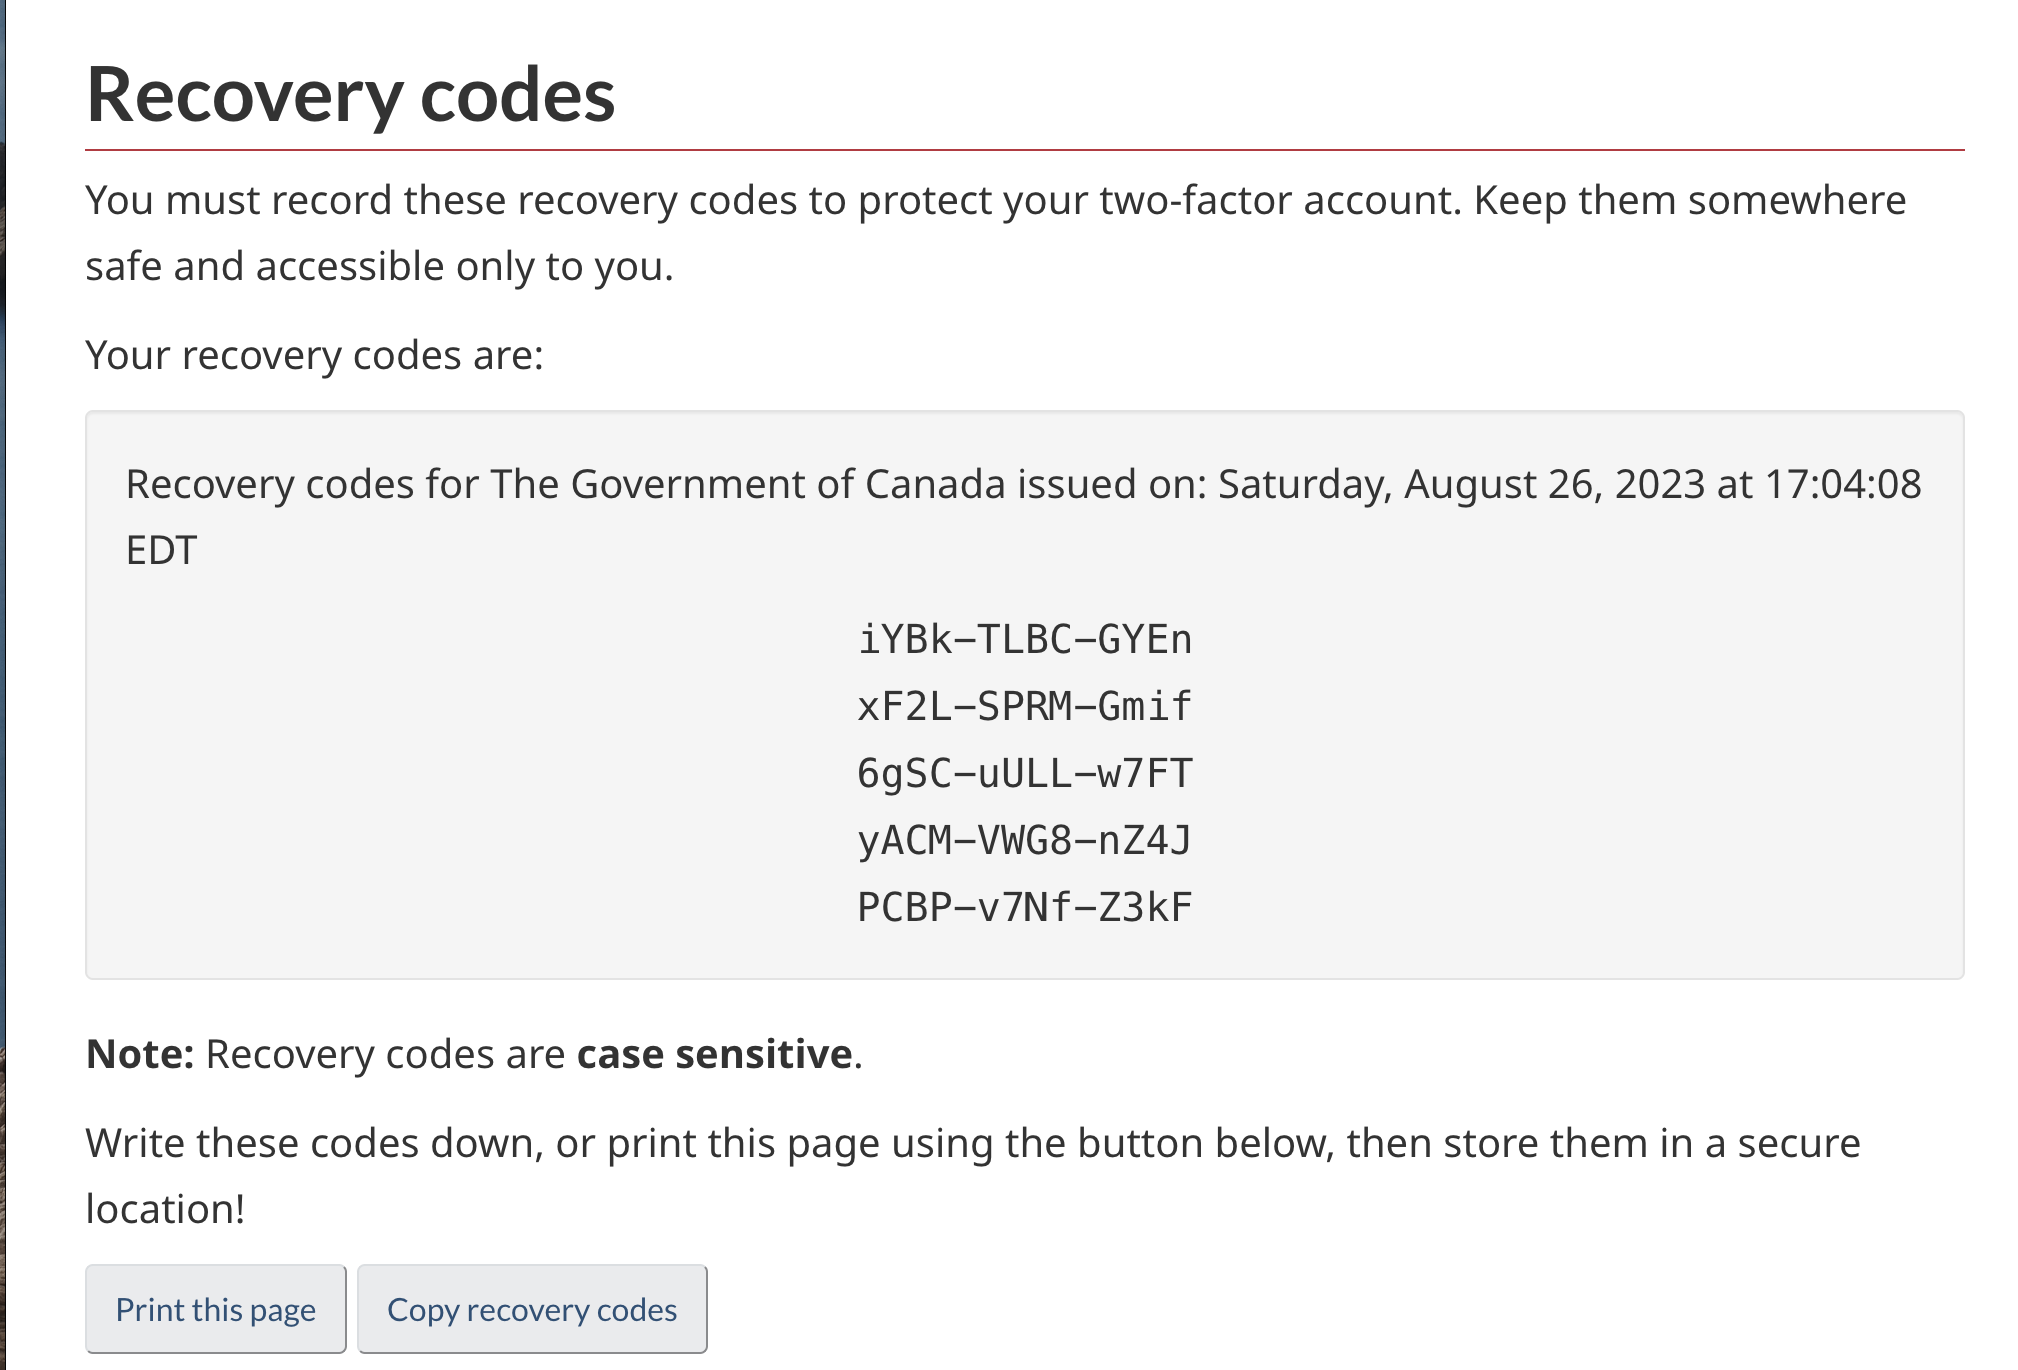 Recovery codes
You must record these recovery codes to protect your two-factor account. Keep them somewhere
safe and accessible only to you.
Your recovery codes are:
Recovery codes for The Government of Canada issued on: Saturday, August 26, 2023 at 17:04:08
EDT
iYBk-TLBC-GYEn
xF2L-SPRM-Gmif
6gSC-uULL-w7FT
yACM-VWG8-nZ4J
PCBP-v7Nf-Z3kF
Note: Recovery codes are case sensitive.
Write these codes down, or print this page using the button below, then store them in a secure
location!
Print this page Copy recovery codes